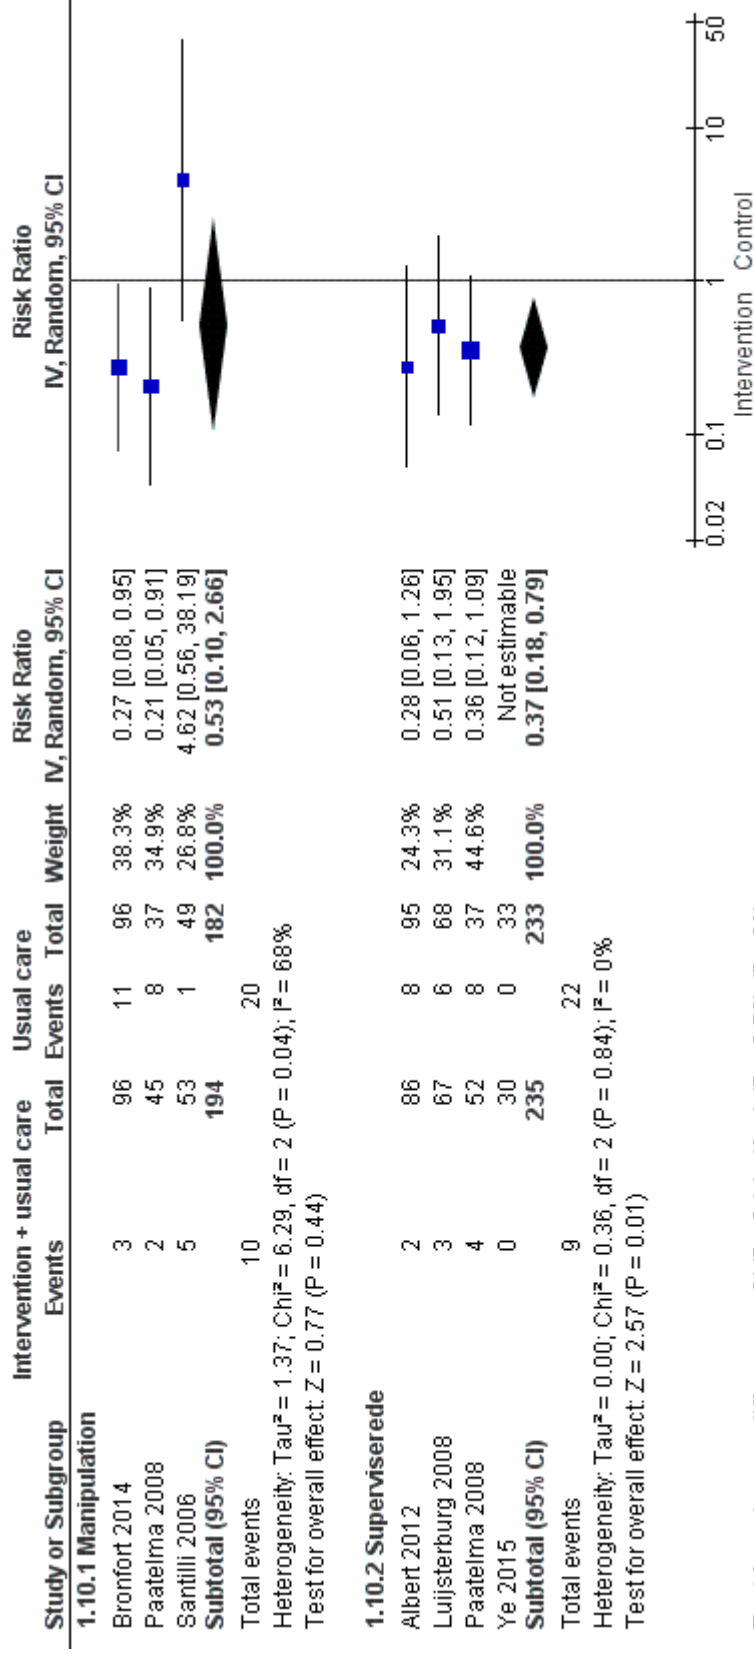 Intervention + usual care Usual care Risk Ratio Risk Ratio
Study or Subgroup Events Total Events Total Weight IV, Random, 95% CI IV, Random, 95% CI
1.10.1 Manipulation
Bronfort 2014 3 96 11 96 38.3% 0.27 [0.08, 0.95]
Paatelma 2008 2 45 8 37 34.9% 0.21 [0.05, 0.91]
Santilli 2006 5 53 1 49 26.8% 4.62 [0.56, 38.19]
Subtotal (95% CI) 194 182 100.0% 0.53 [0.10, 2.66]
Total events 10 20
Heterogeneity: Tau² = 1.37; Chi² = 6.29, df = 2 (P = 0.04); I² = 68%
Test for overall effect: Z = 0.77 (P = 0.44)
1.10.2 Superviserede
Albert 2012 2 86 8 95 24.3% 0.28 [0.06, 1.26]
Luijsterburg 2008 3 67 6 68 31.1% 0.51 [0.13, 1.95]
Paatelma 2008 4 52 8 37 44.6% 0.36 [0.12, 1.09]
Ye 2015 0 30 0 33 Not estimable
Subtotal (95% CI) 235 233 100.0% 0.37 [0.18, 0.79]
Total events 9 22
Heterogeneity: Tau² = 0.00; Chi² = 0.36, df = 2 (P = 0.84); I² = 0%
Test for overall effect: Z = 2.57 (P = 0.01)
0.02 0.1 1 10 50
Intervention Control